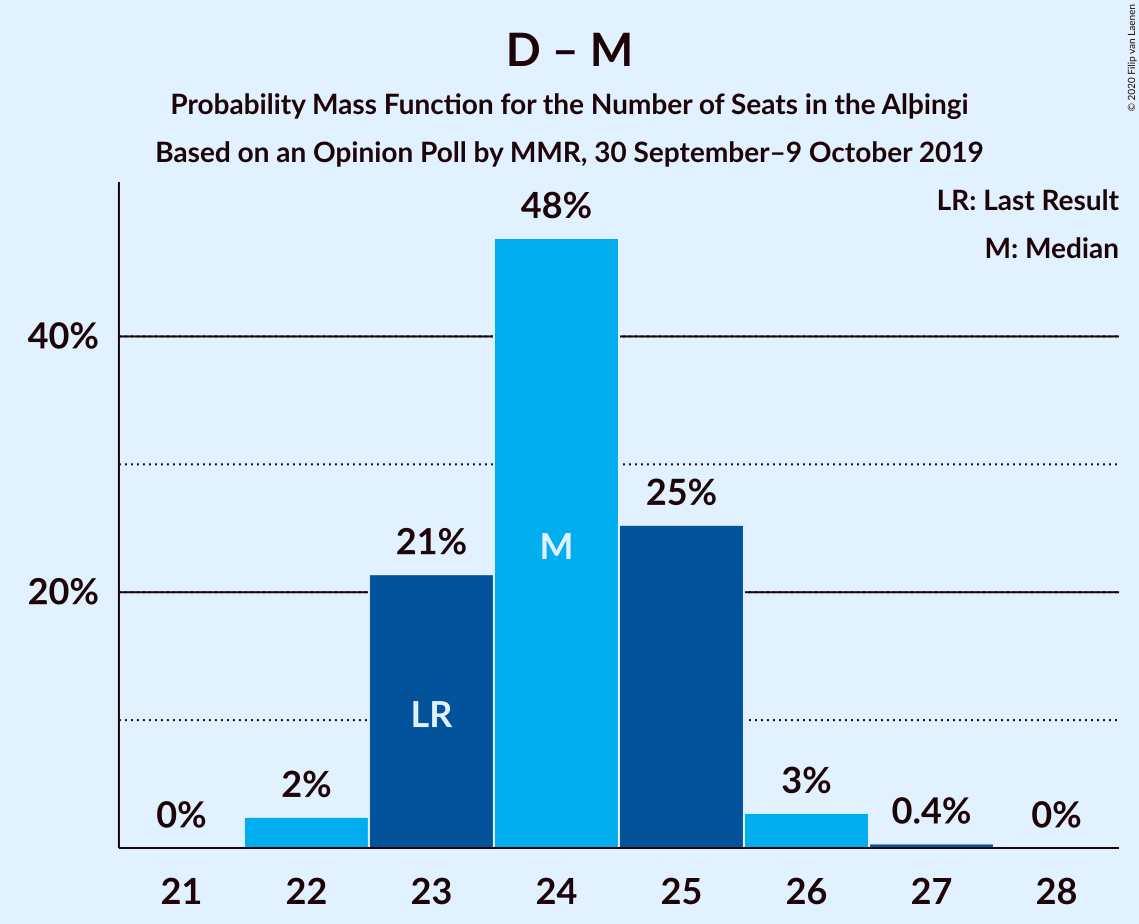 D – M
Probability Mass Function for the Number of Seats in the Alþingi
Based on an Opinion Poll by MMR, 30 September–9 October 2019
© 2020 Filip van Laenen
LR: Last Result
M: Median
48%
40%
25%
21%
M
20%
LR
2%
3%
0%
0.4%
0%
21 22 23 24 25 26 27 28